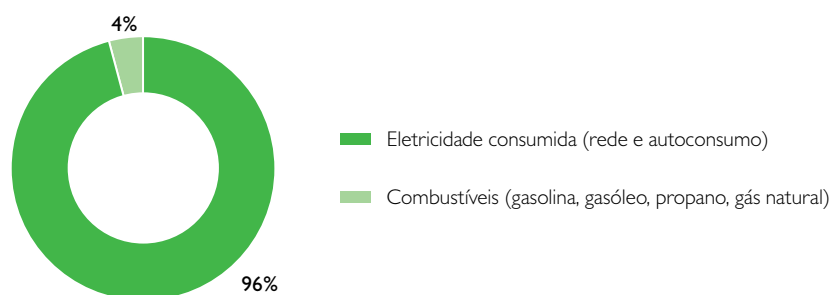 4%
Eletricidade consumida (rede e autoconsumo)
Combustíveis (gasolina, gasóleo, propano, gás natural)
96%